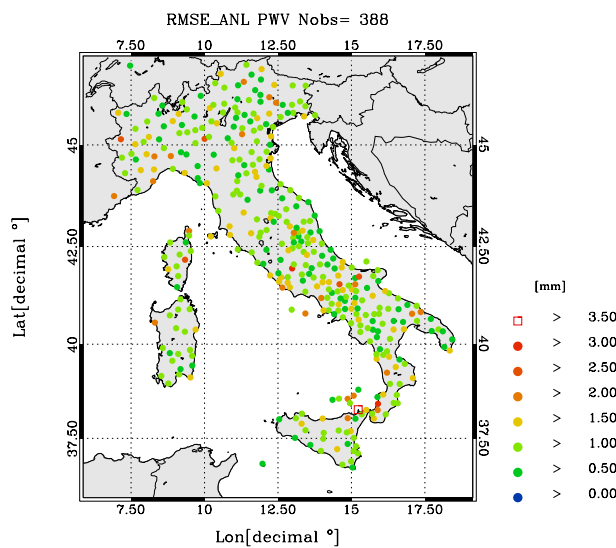 RMSE_ANL PWV Nobs= 388
7.50 10 12.50 15 17.50
45 45
42.50 42.50
40 40
37.50 37.50
7.50 10 12.50 15 17.50
Lat[decimal °]
Lon[decimal °]
[mm]
> 3.50
> 3.00
> 2.50
> 2.00
> 1.50
> 1.00
> 0.50
> 0.00